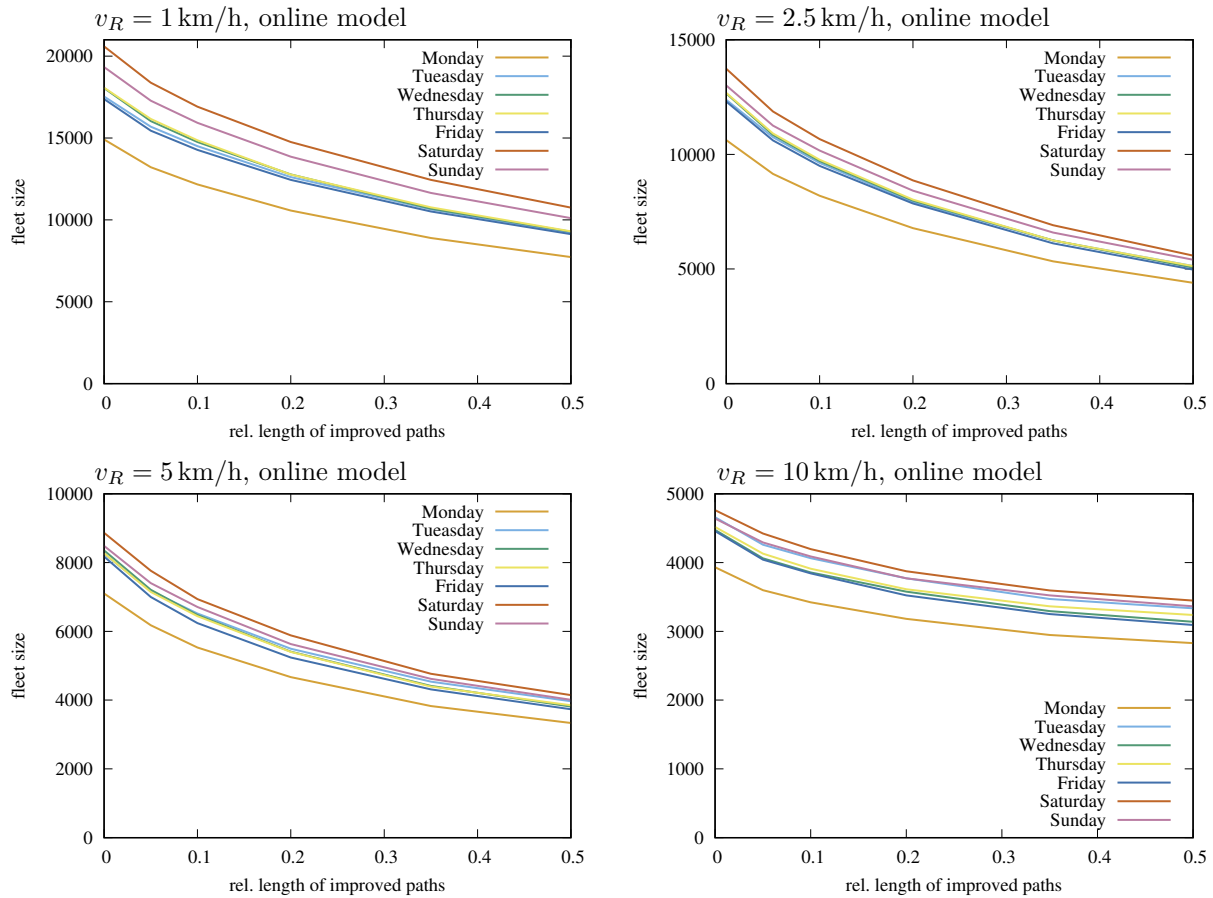 v_R = 1 km/h, online model
20000
15000
10000
5000
0
fleet size
Monday
Tueasday
Wednesday
Thursday
Friday
Saturday
Sunday
0 0.1 0.2 0.3 0.4 0.5
rel. length of improved paths
v_R = 2.5 km/h, online model
15000
10000
5000
0
fleet size
Monday
Tueasday
Wednesday
Thursday
Friday
Saturday
Sunday
0 0.1 0.2 0.3 0.4 0.5
rel. length of improved paths
v_R = 5 km/h, online model
10000
8000
6000
4000
2000
0
fleet size
Monday
Tueasday
Wednesday
Thursday
Friday
Saturday
Sunday
0 0.1 0.2 0.3 0.4 0.5
rel. length of improved paths
v_R = 10 km/h, online model
5000
4000
3000
2000
1000
0
fleet size
Monday
Tueasday
Wednesday
Thursday
Friday
Saturday
Sunday
0 0.1 0.2 0.3 0.4 0.5
rel. length of improved paths